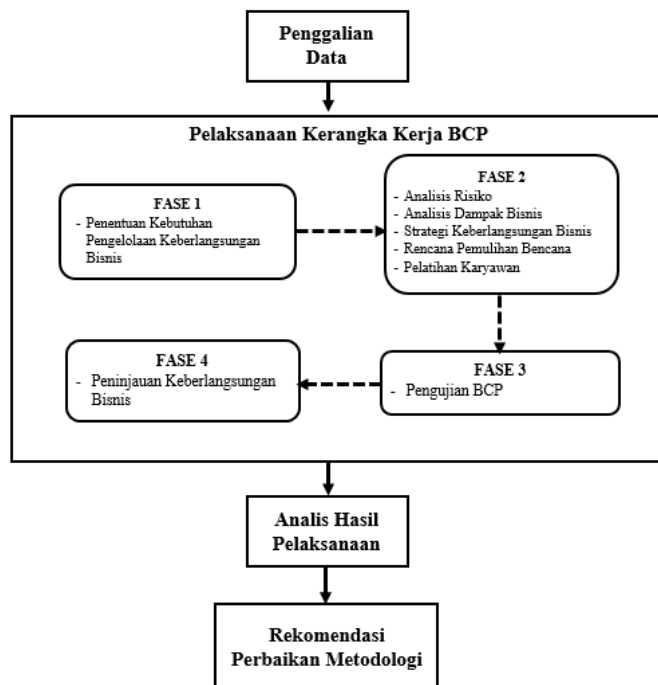 Penggalian
Data
Pelaksanaan Kerangka Kerja BCP
FASE 1
- Penentuan Kebutuhan
Pengelolaan Keberlangsungan
Bisnis
FASE 2
- Analisis Risiko
- Analisis Dampak Bisnis
- Strategi Keberlangsungan Bisnis
- Rencana Pemulihan Bencana
- Pelatihan Karyawan
FASE 3
- Pengujian BCP
FASE 4
- Peninjauan Keberlangsungan
Bisnis
Analis Hasil
Pelaksanaan
Rekomendasi
Perbaikan Metodologi